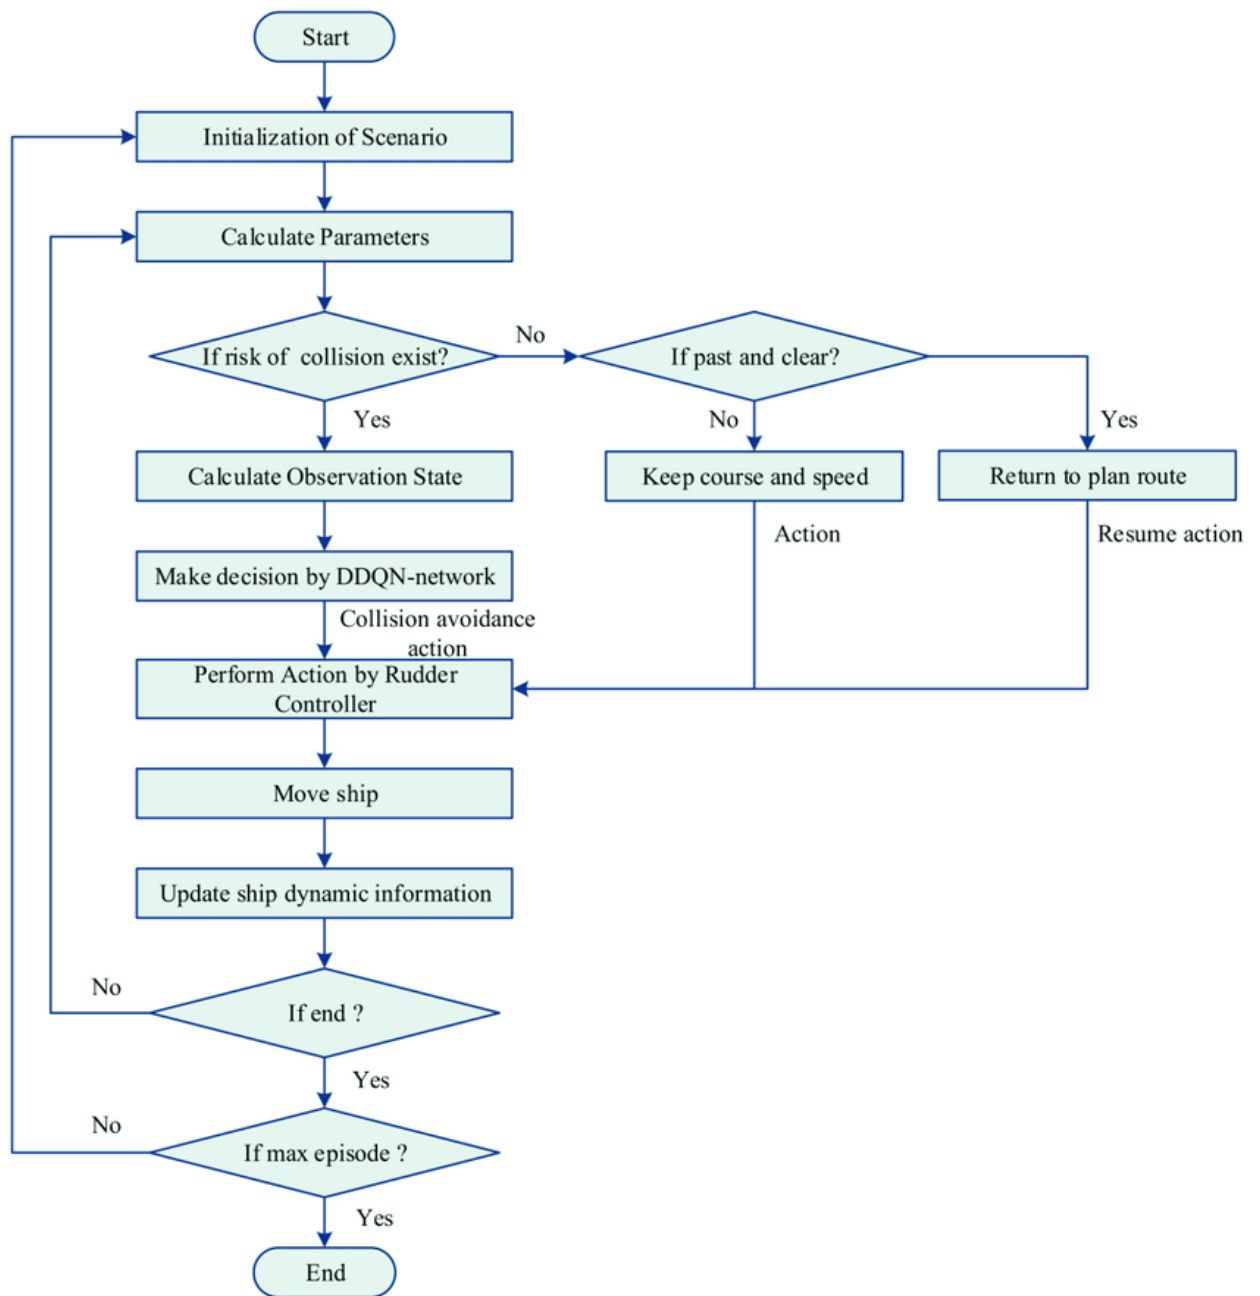 Start
Initialization of Scenario
Calculate Parameters
If risk of collision exist?
No
If past and clear?
Yes
No
Yes
Calculate Observation State
Keep course and speed
Return to plan route
Action
Resume action
Make decision by DDQN-network
Collision avoidance
action
Perform Action by Rudder
Controller
Move ship
Update ship dynamic information
No
If end ?
Yes
No
If max episode ?
Yes
End